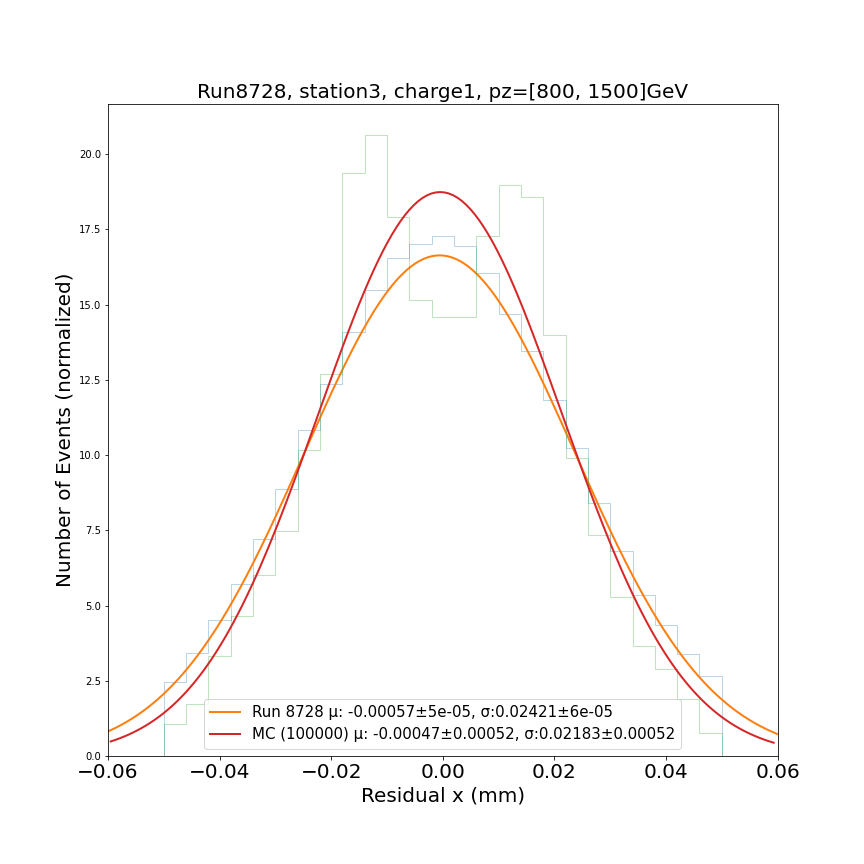 Run8728, station3, charge1, pz=[800, 1500]GeV
Number of Events (normalized)
20.0
17.5
15.0
12.5
10.0
7.5
5.0
2.5
0.0
Run 8728 μ: -0.00057±5e-05, σ:0.02421±6e-05
MC (100000) μ: -0.00047±0.00052, σ:0.02183±0.00052
−0.06 −0.04 −0.02 0.00 0.02 0.04 0.06
Residual x (mm)